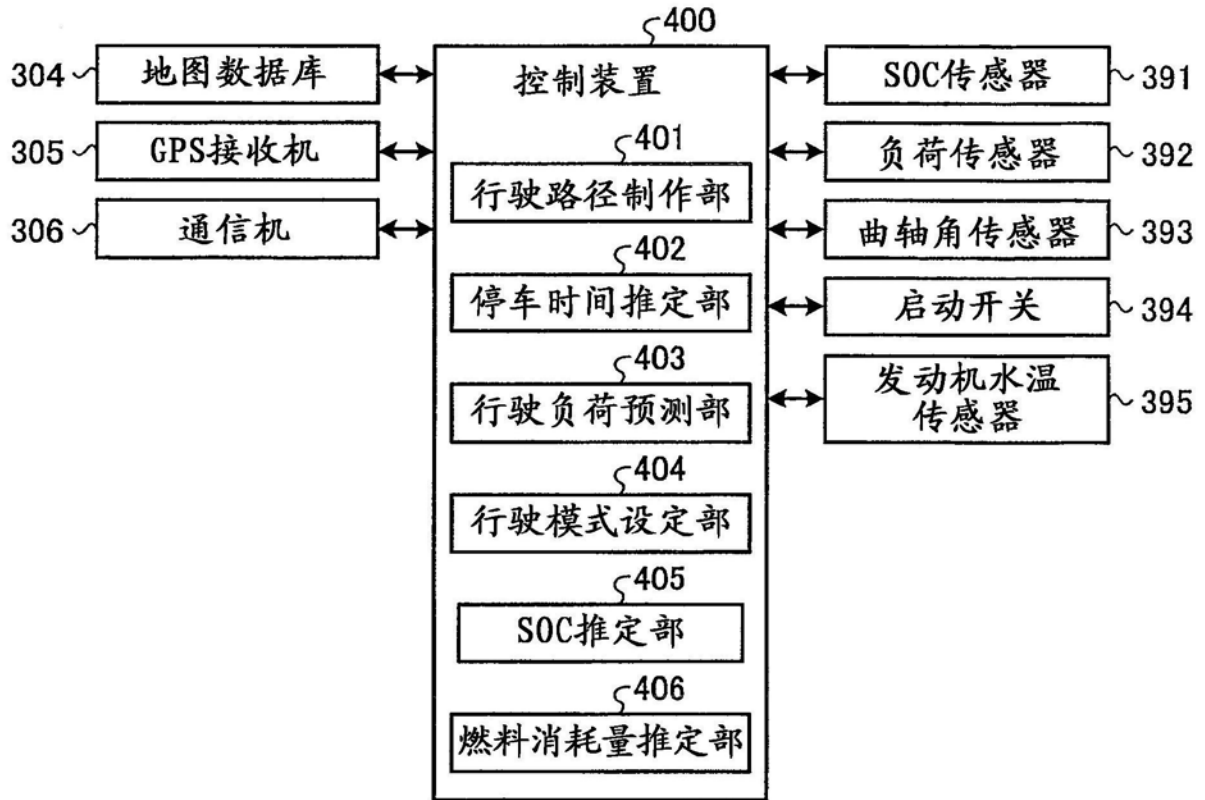 400
304
地图数据库
305
GPS接收机
306
通信机
控制装置
401
行驶路径制作部
402
停车时间推定部
403
行驶负荷预测部
404
行驶模式设定部
405
SOC推定部
406
燃料消耗量推定部
SOC传感器
391
负荷传感器
392
曲轴角传感器
393
启动开关
394
发动机水温
传感器
395